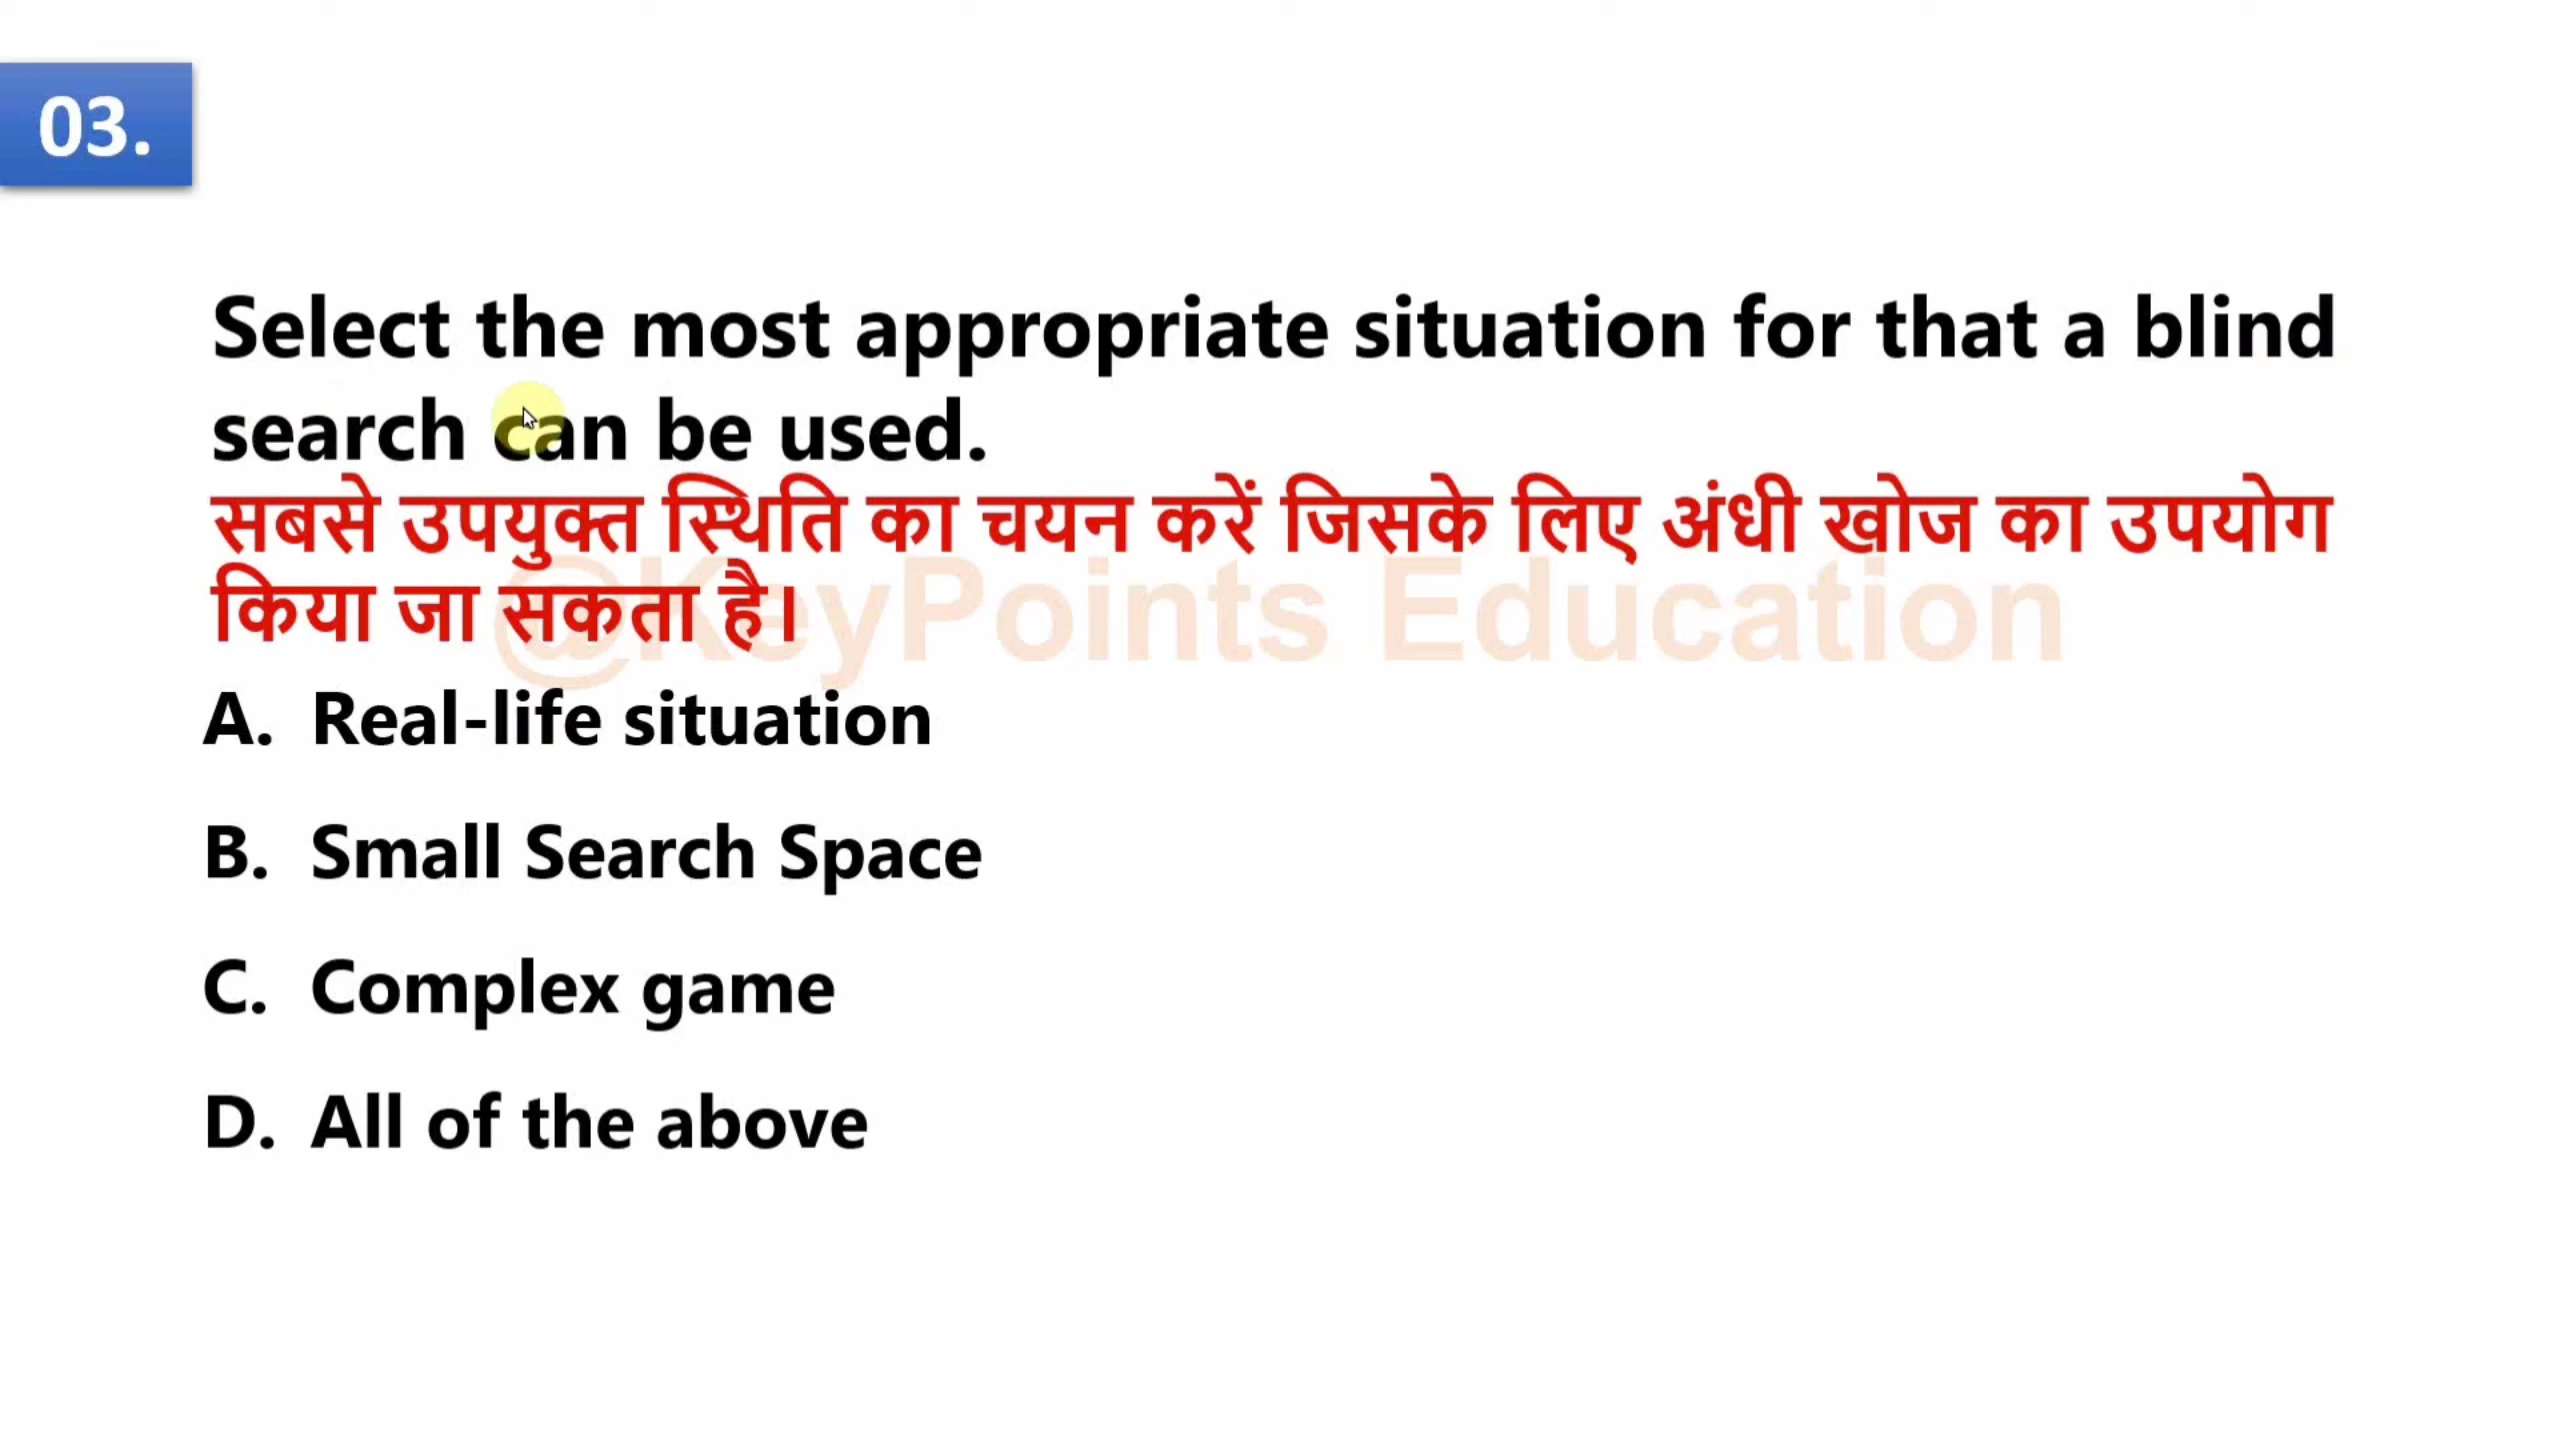 03.
Select the most appropriate situation for that a blind
search can be used.
सबसे उपयुक्त स्थिति का चयन करें जिसके लिए अंधी खोज का उपयोग
किया जा सकता है।
@KeyPoints Education
A. Real-life situation
B. Small Search Space
C. Complex game
D. All of the above